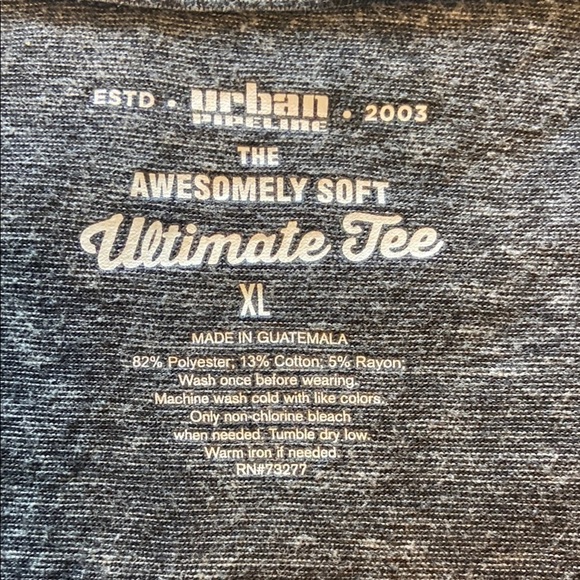 ESTD • urban • 2003
PIPELINE
THE
AWESOMELY SOFT
Ultimate Tee
XL
MADE IN GUATEMALA
82% Polyester; 13% Cotton; 5% Rayon;
Wash once before wearing.
Machine wash cold with like colors.
Only non-chlorine bleach
when needed. Tumble dry low.
Warm iron if needed.
RN#73277